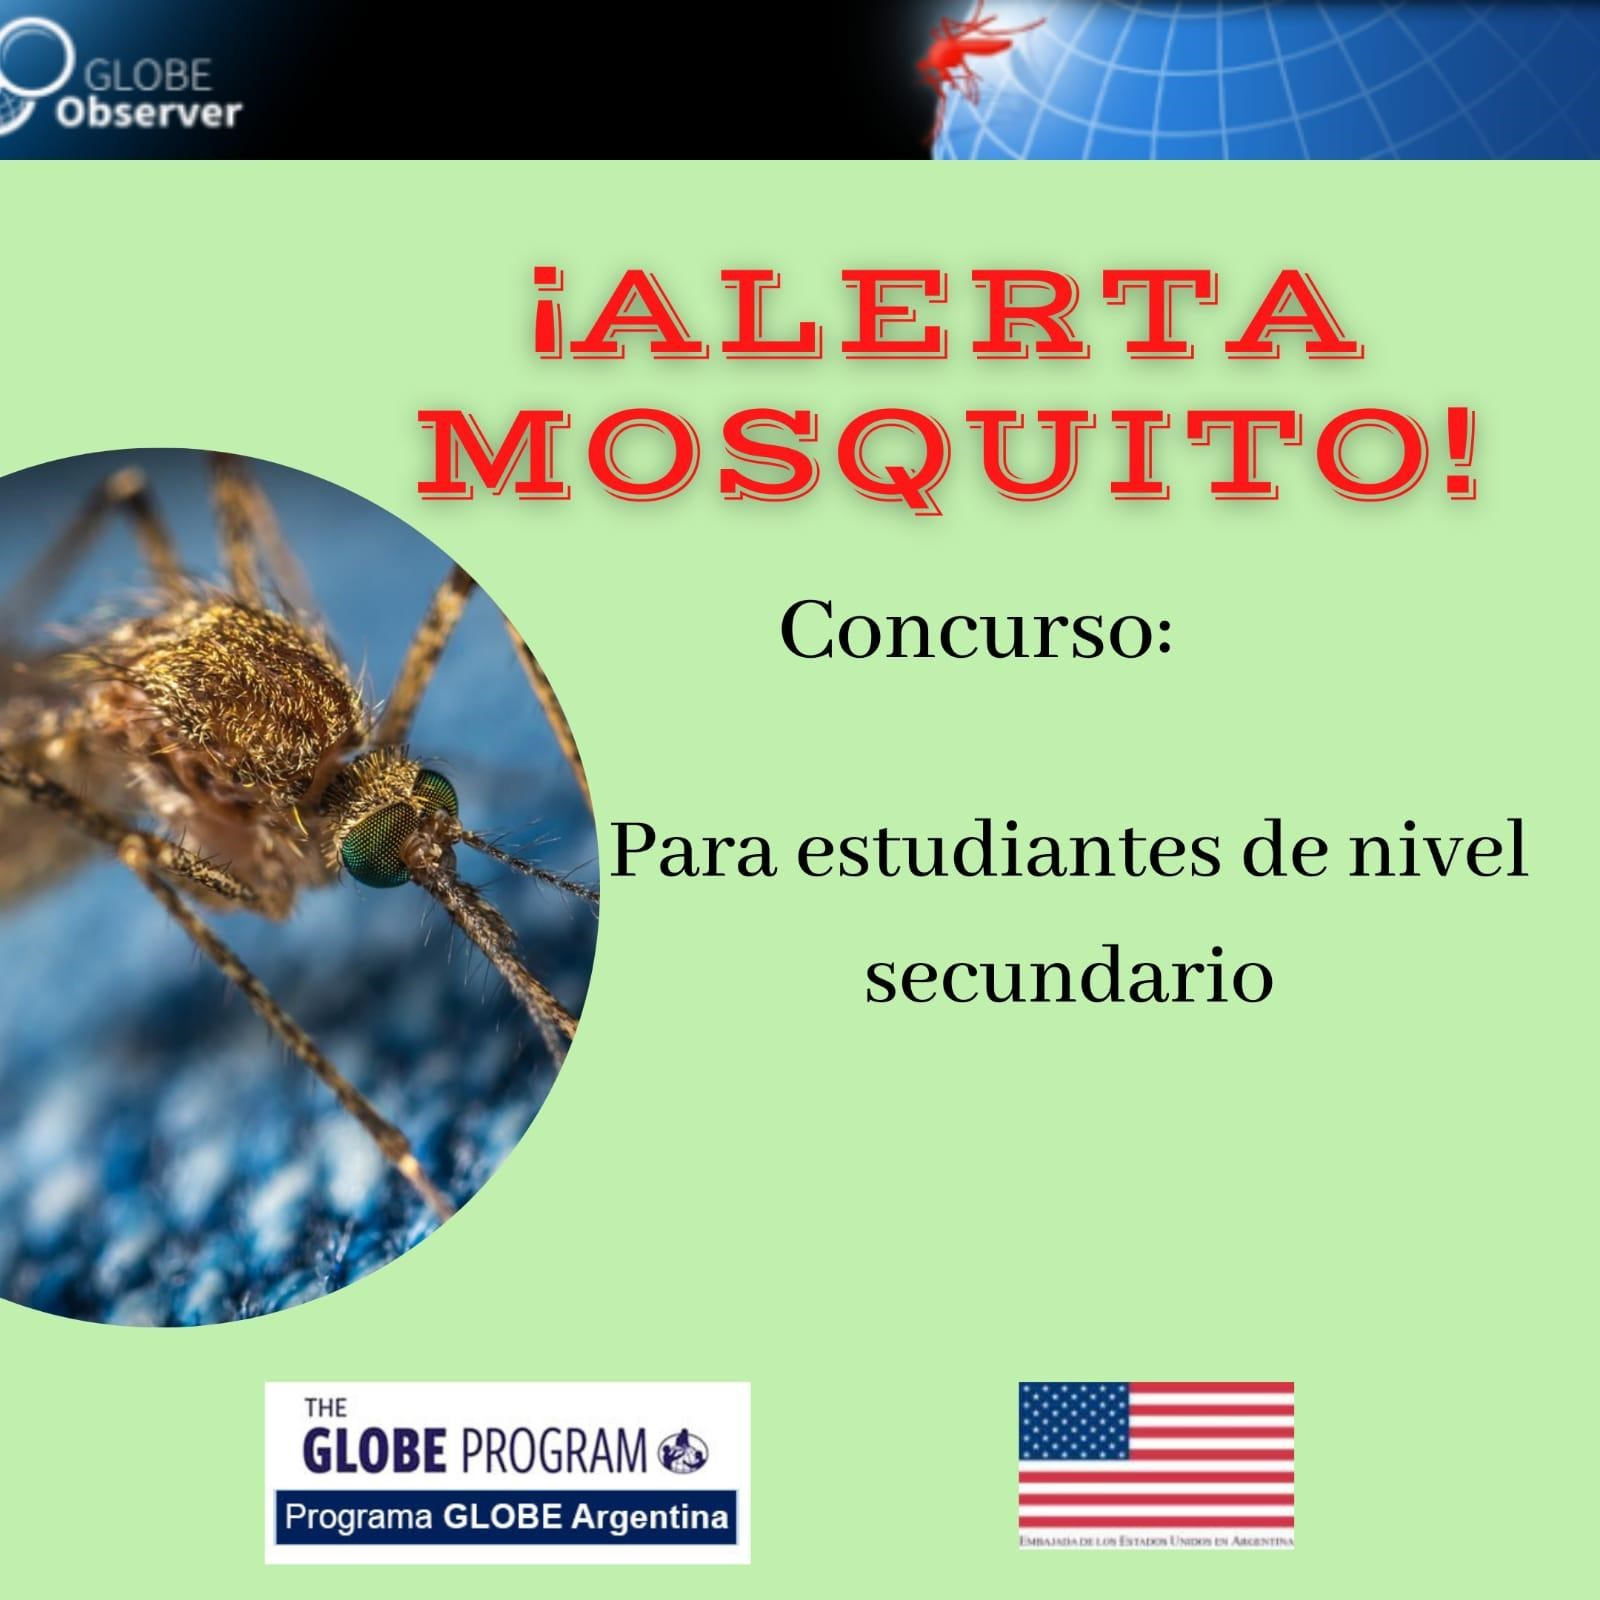 GLOBE
Observer
¡ALERTA
MOSQUITO!
Concurso:
Para estudiantes de nivel
secundario
THE
GLOBE PROGRAM
Programa GLOBE Argentina
EMBAJADA DE LOS ESTADOS UNIDOS EN ARGENTINA